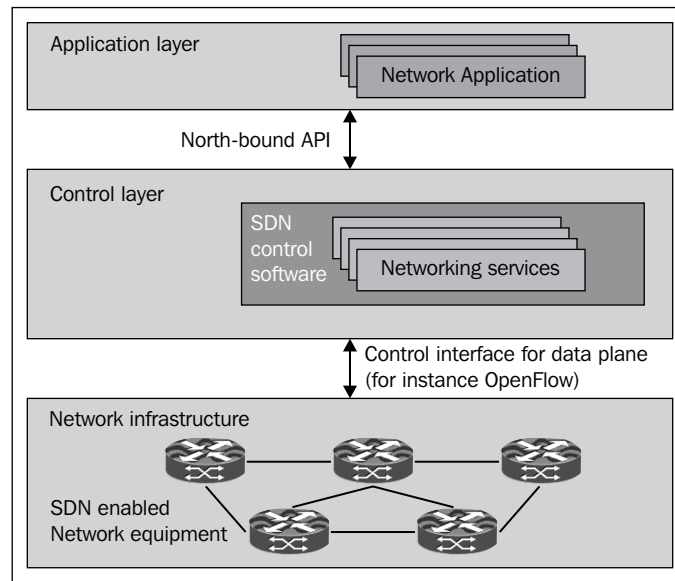 Application layer
Network Application
North-bound API
Control layer
SDN
control
software
Networking services
Control interface for data plane
(for instance OpenFlow)
Network infrastructure
SDN enabled
Network equipment